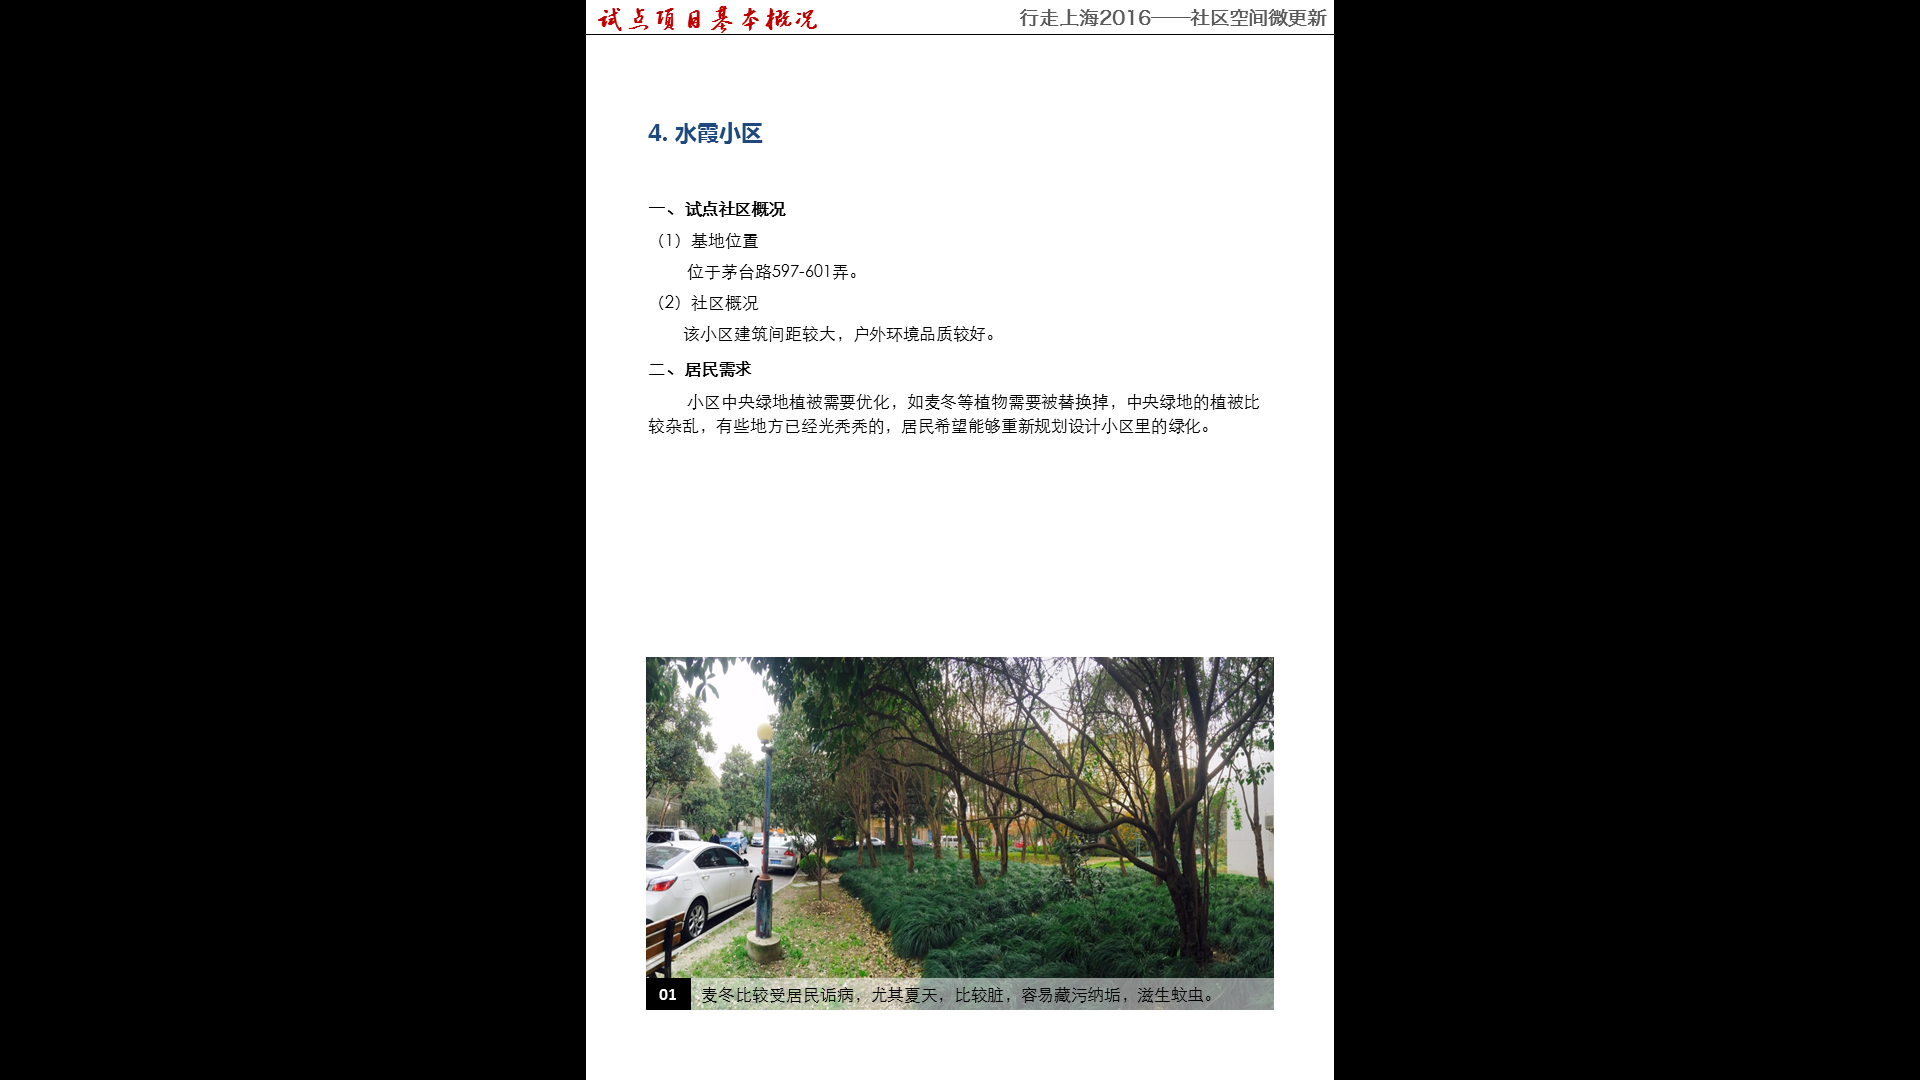 试点项目基本概况
行走上海2016——社区空间微更新
4. 水霞小区
一、试点社区概况
（1）基地位置
位于茅台路597-601弄。
（2）社区概况
该小区建筑间距较大，户外环境品质较好。
二、居民需求
小区中央绿地植被需要优化，如麦冬等植物需要被替换掉，中央绿地的植被比
较杂乱，有些地方已经光秃秃的，居民希望能够重新规划设计小区里的绿化。
01 麦冬比较受居民诟病，尤其夏天，比较脏，容易藏污纳垢，滋生蚊虫。